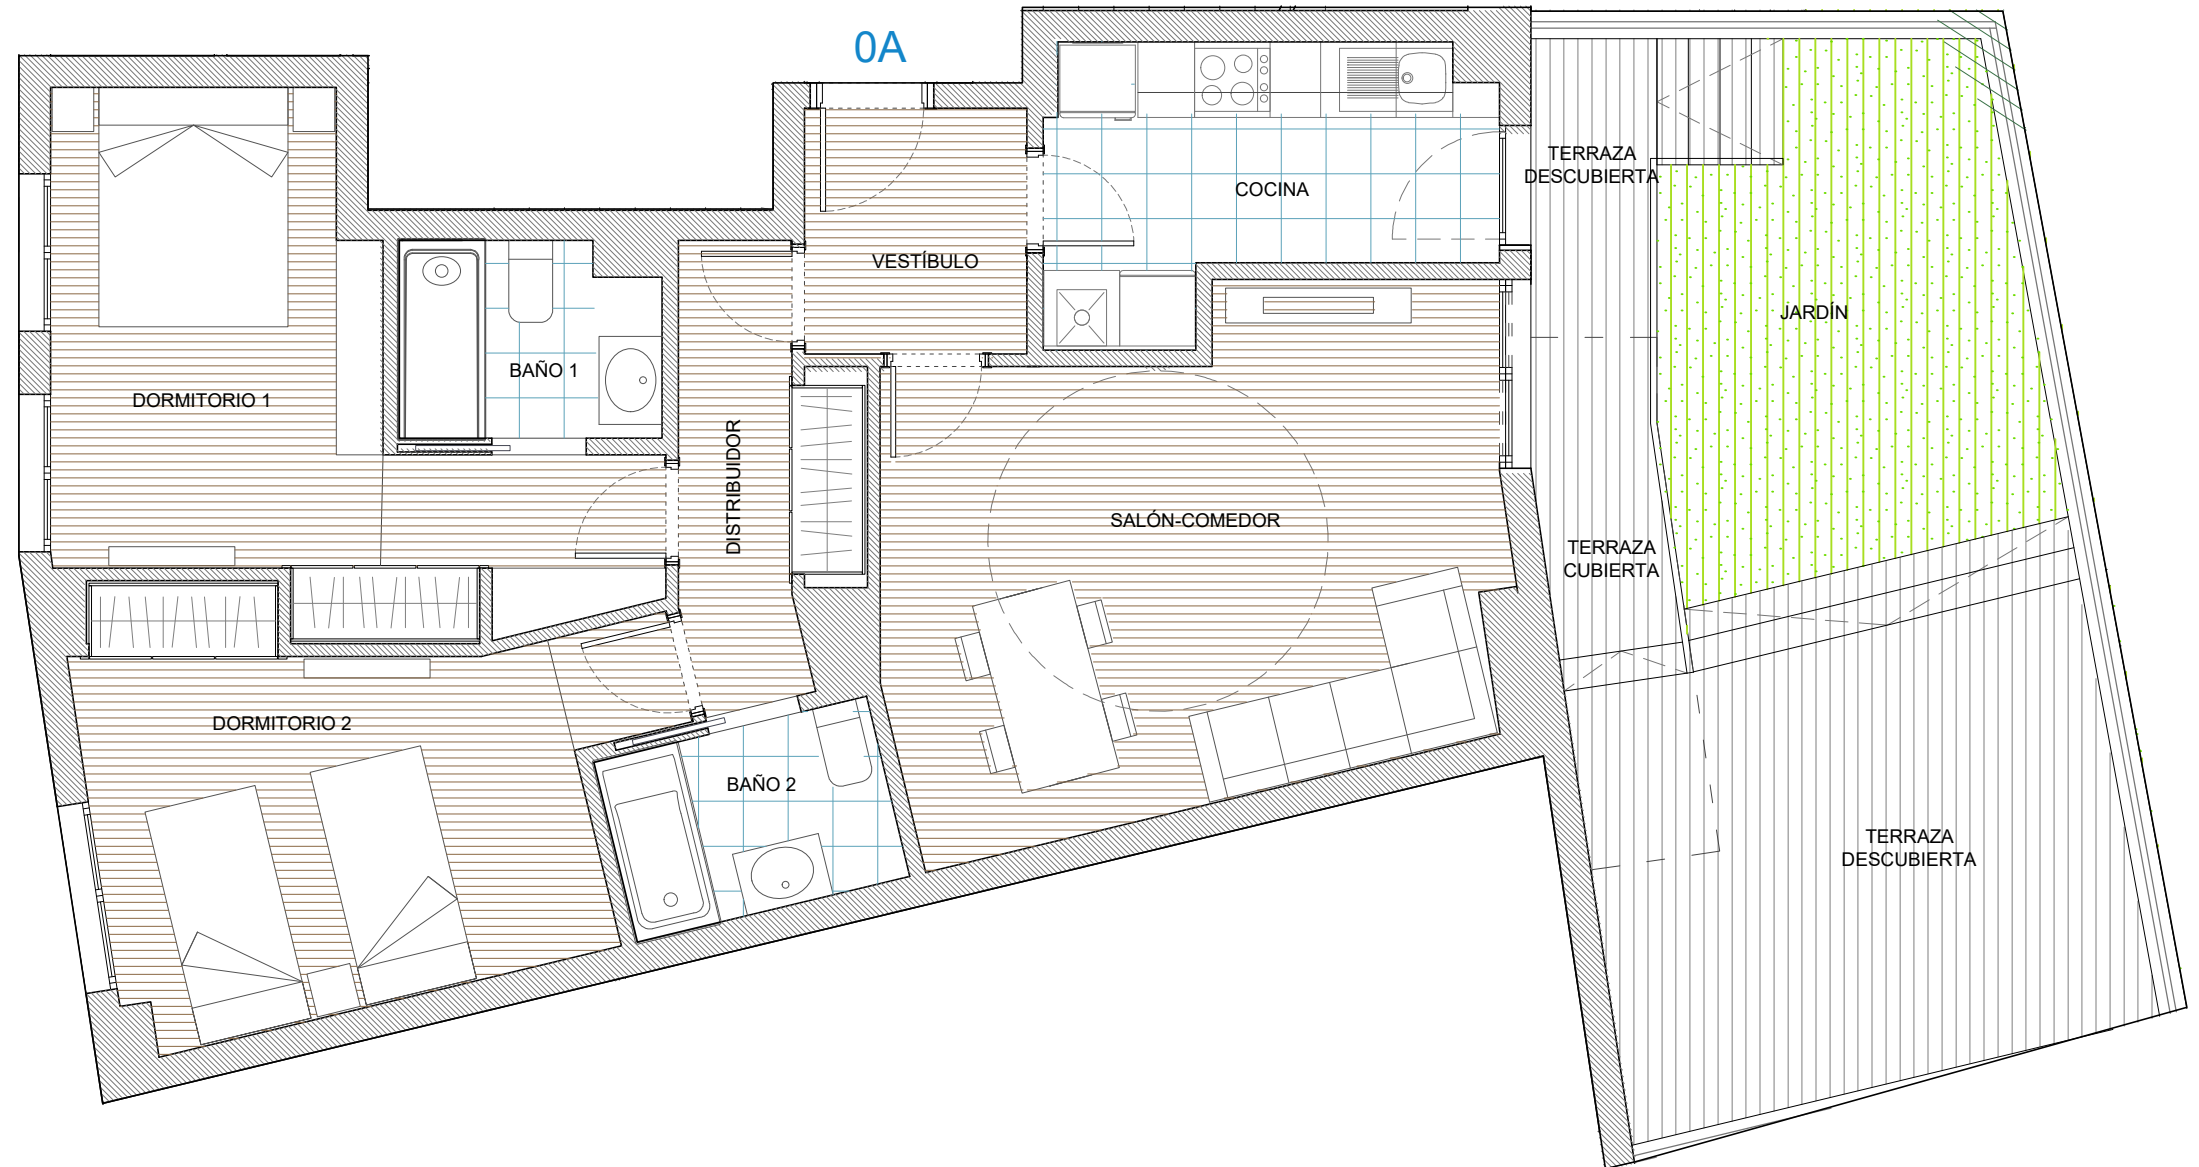 0A
TERRAZA
DESCUBIERTA
COCINA
VESTÍBULO
JARDÍN
BAÑO 1
DORMITORIO 1
DISTRIBUIDOR
SALÓN-COMEDOR
TERRAZA
CUBIERTA
DORMITORIO 2
BAÑO 2
TERRAZA
DESCUBIERTA